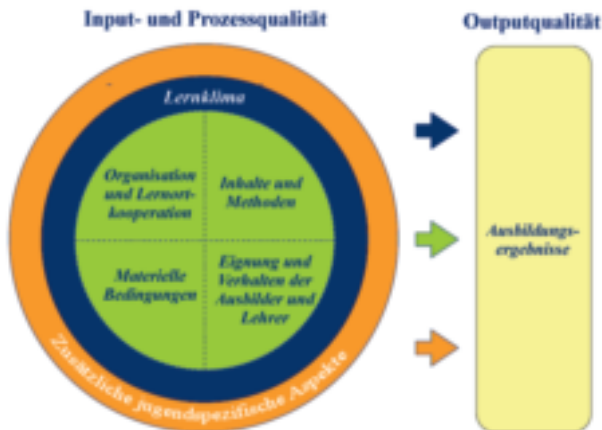 Input- und Prozessqualität
Outputqualität
Lernklima
Organisation
und Lernort-
kooperation
Inhalte und
Methoden
Materielle
Bedingungen
Eignung und
Verhalten der
Ausbilder und
Lehrer
Zusätzliche jugendspezifische Aspekte
Ausbildungs-
ergebnisse